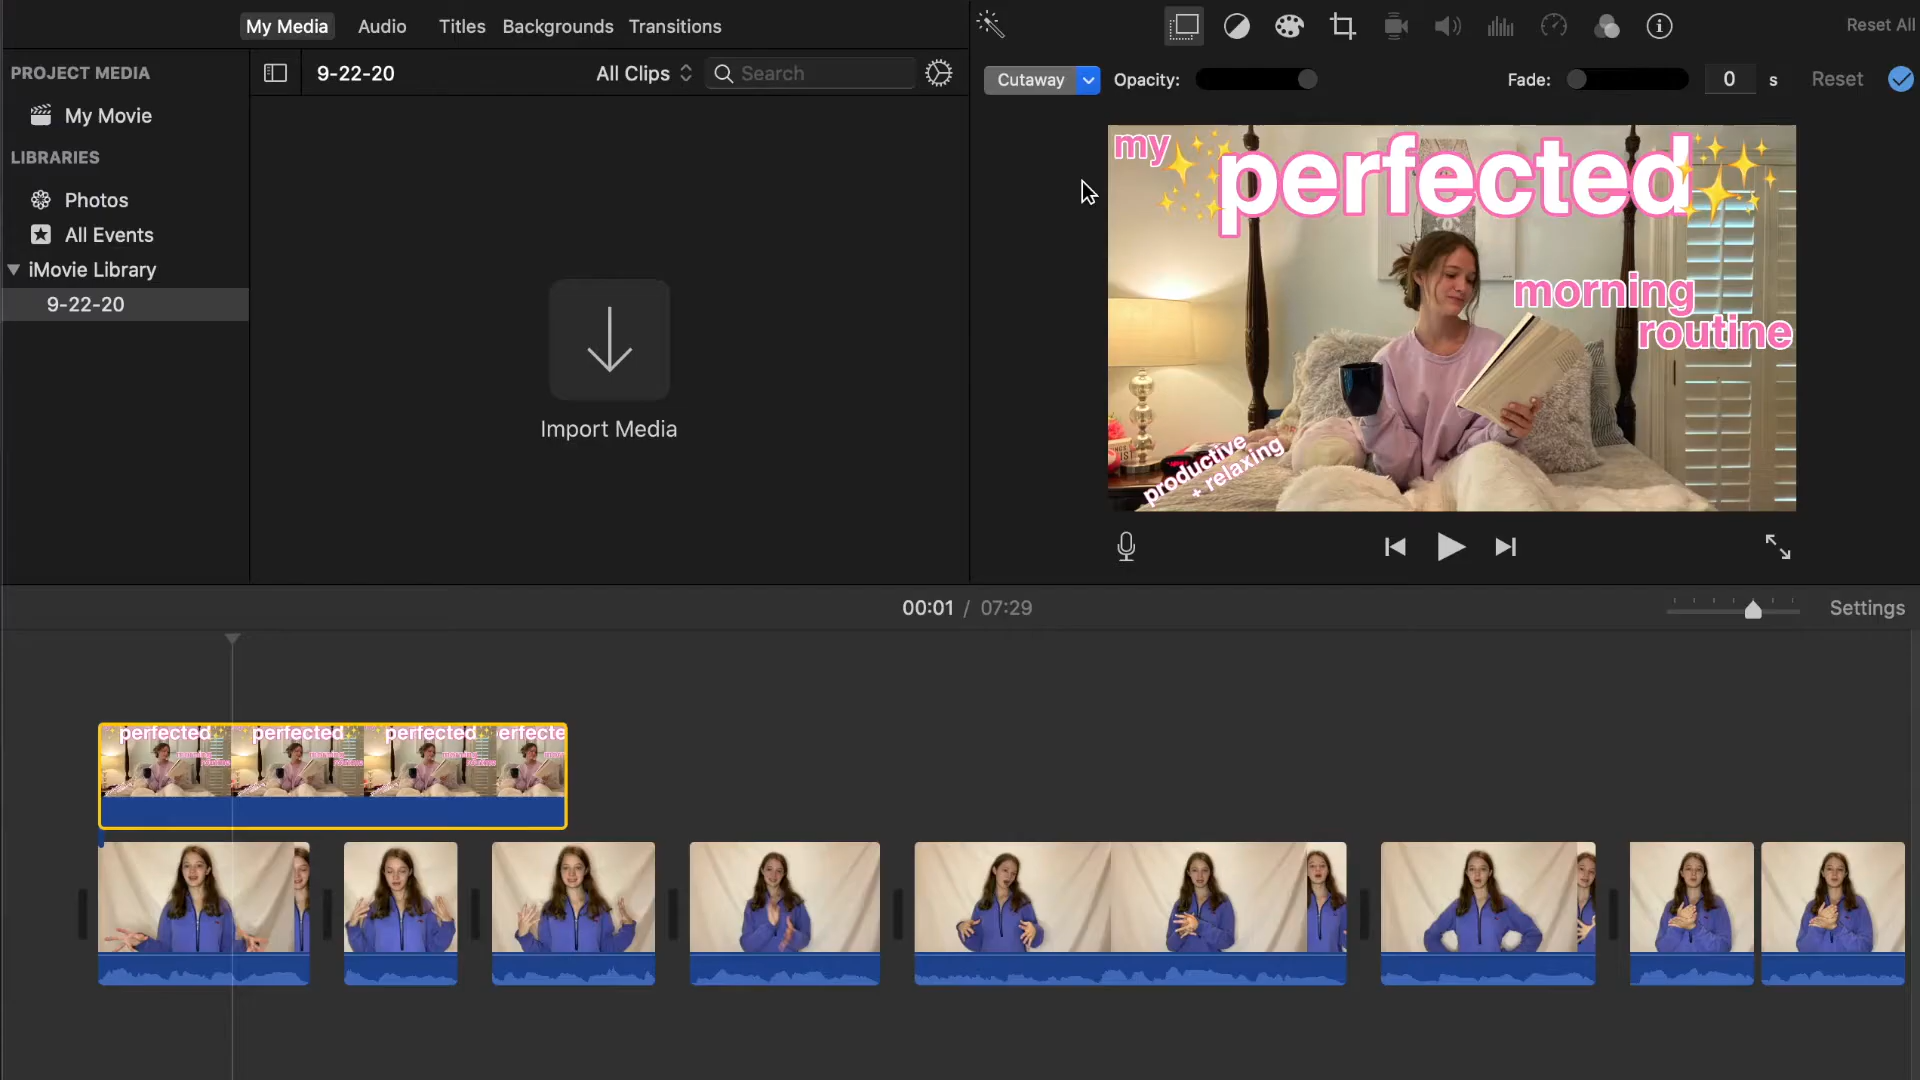 My Media Audio Titles Backgrounds Transitions
Reset All
PROJECT MEDIA
9-22-20
All Clips
Search
Cutaway
Opacity:
Fade:
0
s
Reset
My Movie
LIBRARIES
Photos
All Events
iMovie Library
9-22-20
Import Media
my
perfected
morning
routine
productive
+ relaxing
00:01 / 07:29
Settings
perfected
perfected
perfected
erfecte